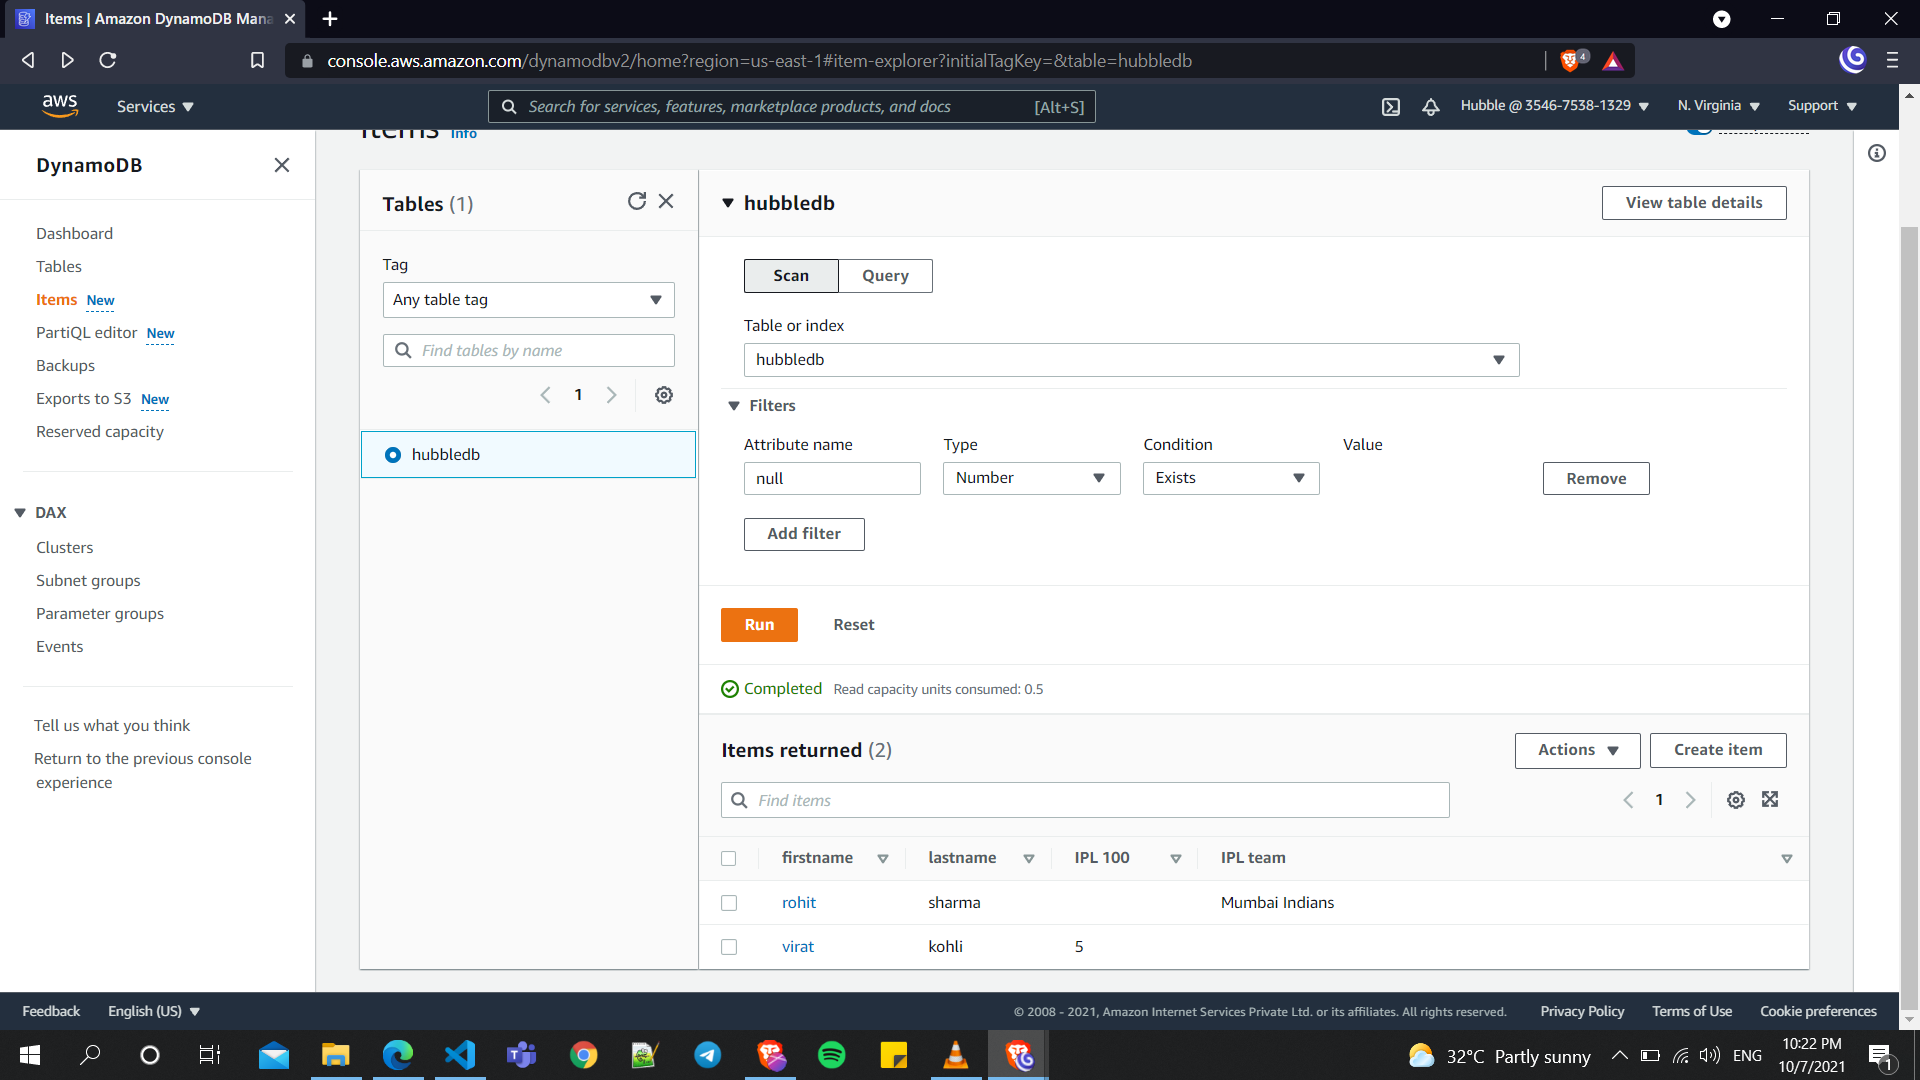 Items | Amazon DynamoDB Mana
console.aws.amazon.com/dynamodbv2/home?region=us-east-1#item-explorer?initialTagKey=&table=hubbledb
4
aws
Services
Search for services, features, marketplace products, and docs
[Alt+S]
Hubble @ 3546-7538-1329
N. Virginia
Support
DynamoDB
Dashboard
Tables
Items New
PartiQL editor New
Backups
Exports to S3 New
Reserved capacity
DAX
Clusters
Subnet groups
Parameter groups
Events
Tell us what you think
Return to the previous console
experience
Items Info
Tables (1)
Tag
Any table tag
Find tables by name
1
hubbledb
hubbledb
View table details
Scan
Query
Table or index
hubbledb
Filters
Attribute name Type Condition Value
null Number Exists Remove
Add filter
Run
Reset
Completed Read capacity units consumed: 0.5
Items returned (2)
Actions
Create item
Find items
1
firstname lastname IPL 100 IPL team
rohit sharma Mumbai Indians
virat kohli 5
Feedback English (US) © 2008 - 2021, Amazon Internet Services Private Ltd. or its affiliates. All rights reserved. Privacy Policy Terms of Use Cookie preferences
32°C Partly sunny
ENG
10:22 PM
10/7/2021
1